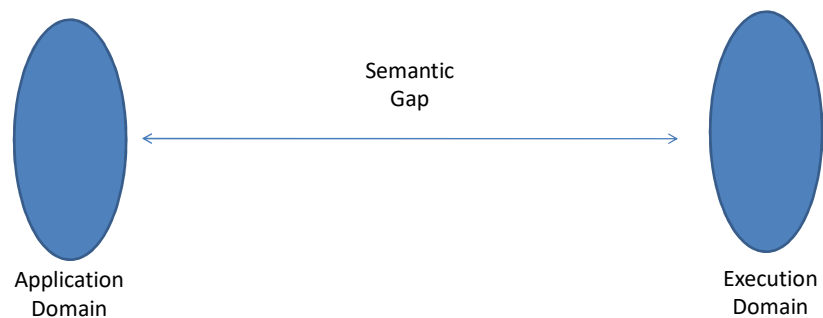 Semantic
Gap
Application
Domain
Execution
Domain